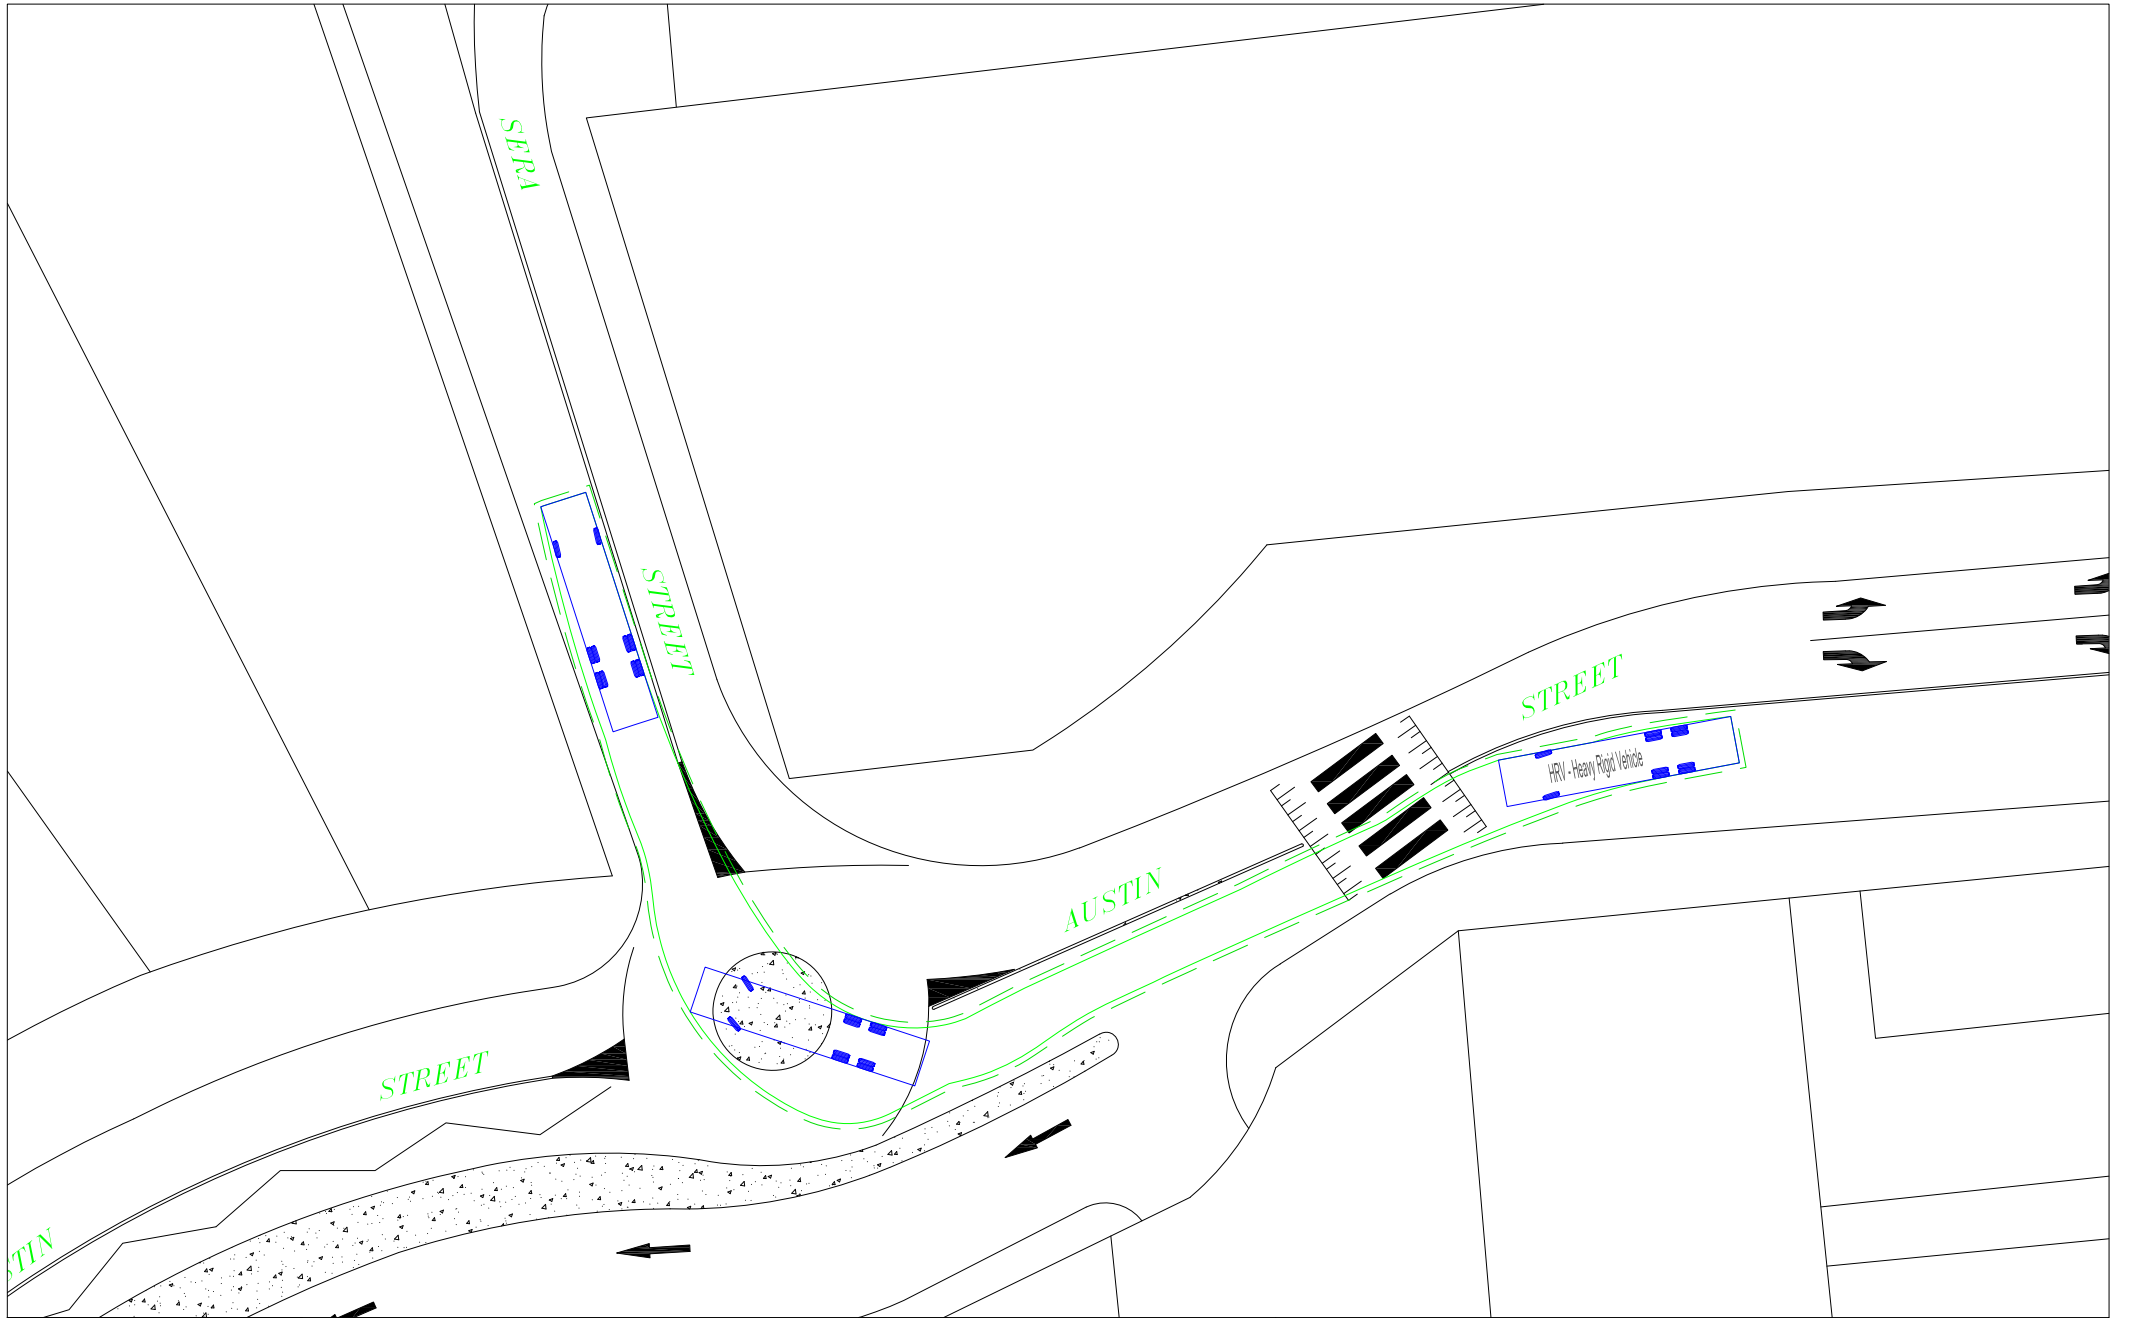 SERA
STREET
STREET
HRV - Heavy Rigid Vehicle
AUSTIN
STREET
STIN